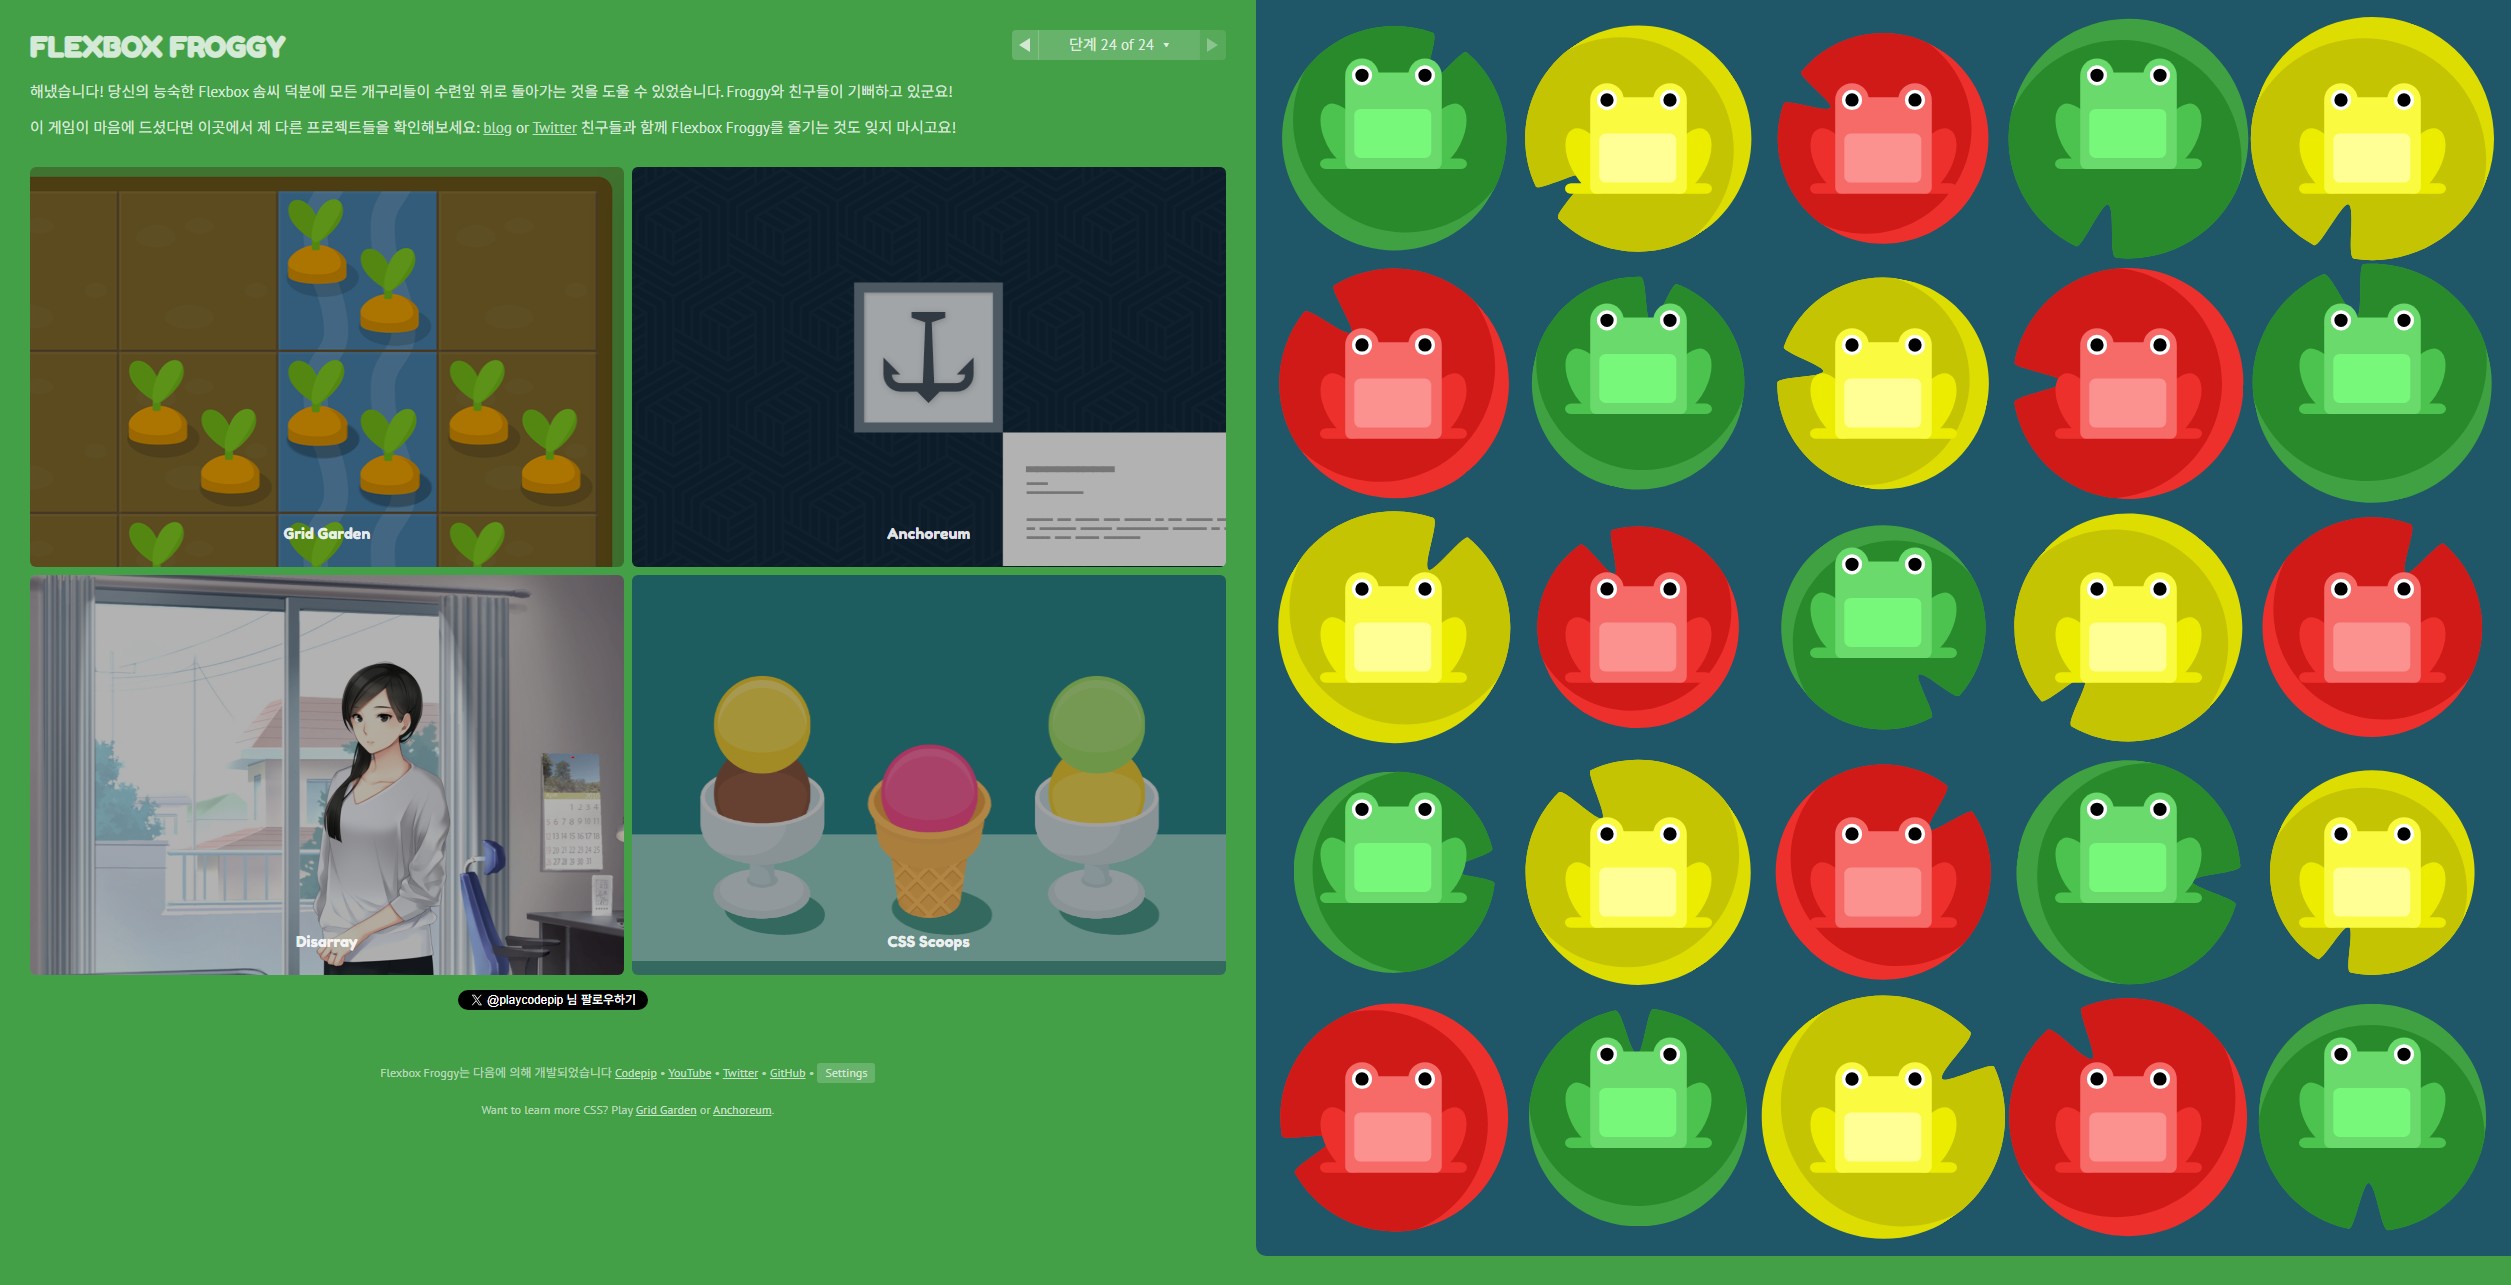 FLEXBOX FROGGY
단계 24 of 24
해냈습니다! 당신의 능숙한 Flexbox 솜씨 덕분에 모든 개구리들이 수련잎 위로 돌아가는 것을 도울 수 있었습니다. Froggy와 친구들이 기뻐하고 있군요!
이 게임이 마음에 드셨다면 이곳에서 제 다른 프로젝트들을 확인해보세요: blog or Twitter 친구들과 함께 Flexbox Froggy를 즐기는 것도 잊지 마시고요!
Grid Garden
Anchoreum
Disarray
CSS Scoops
@playcodepip 님 팔로우하기
Flexbox Froggy는 다음에 의해 개발되었습니다 Codepip • YouTube • Twitter • GitHub • Settings
Want to learn more CSS? Play Grid Garden or Anchoreum.